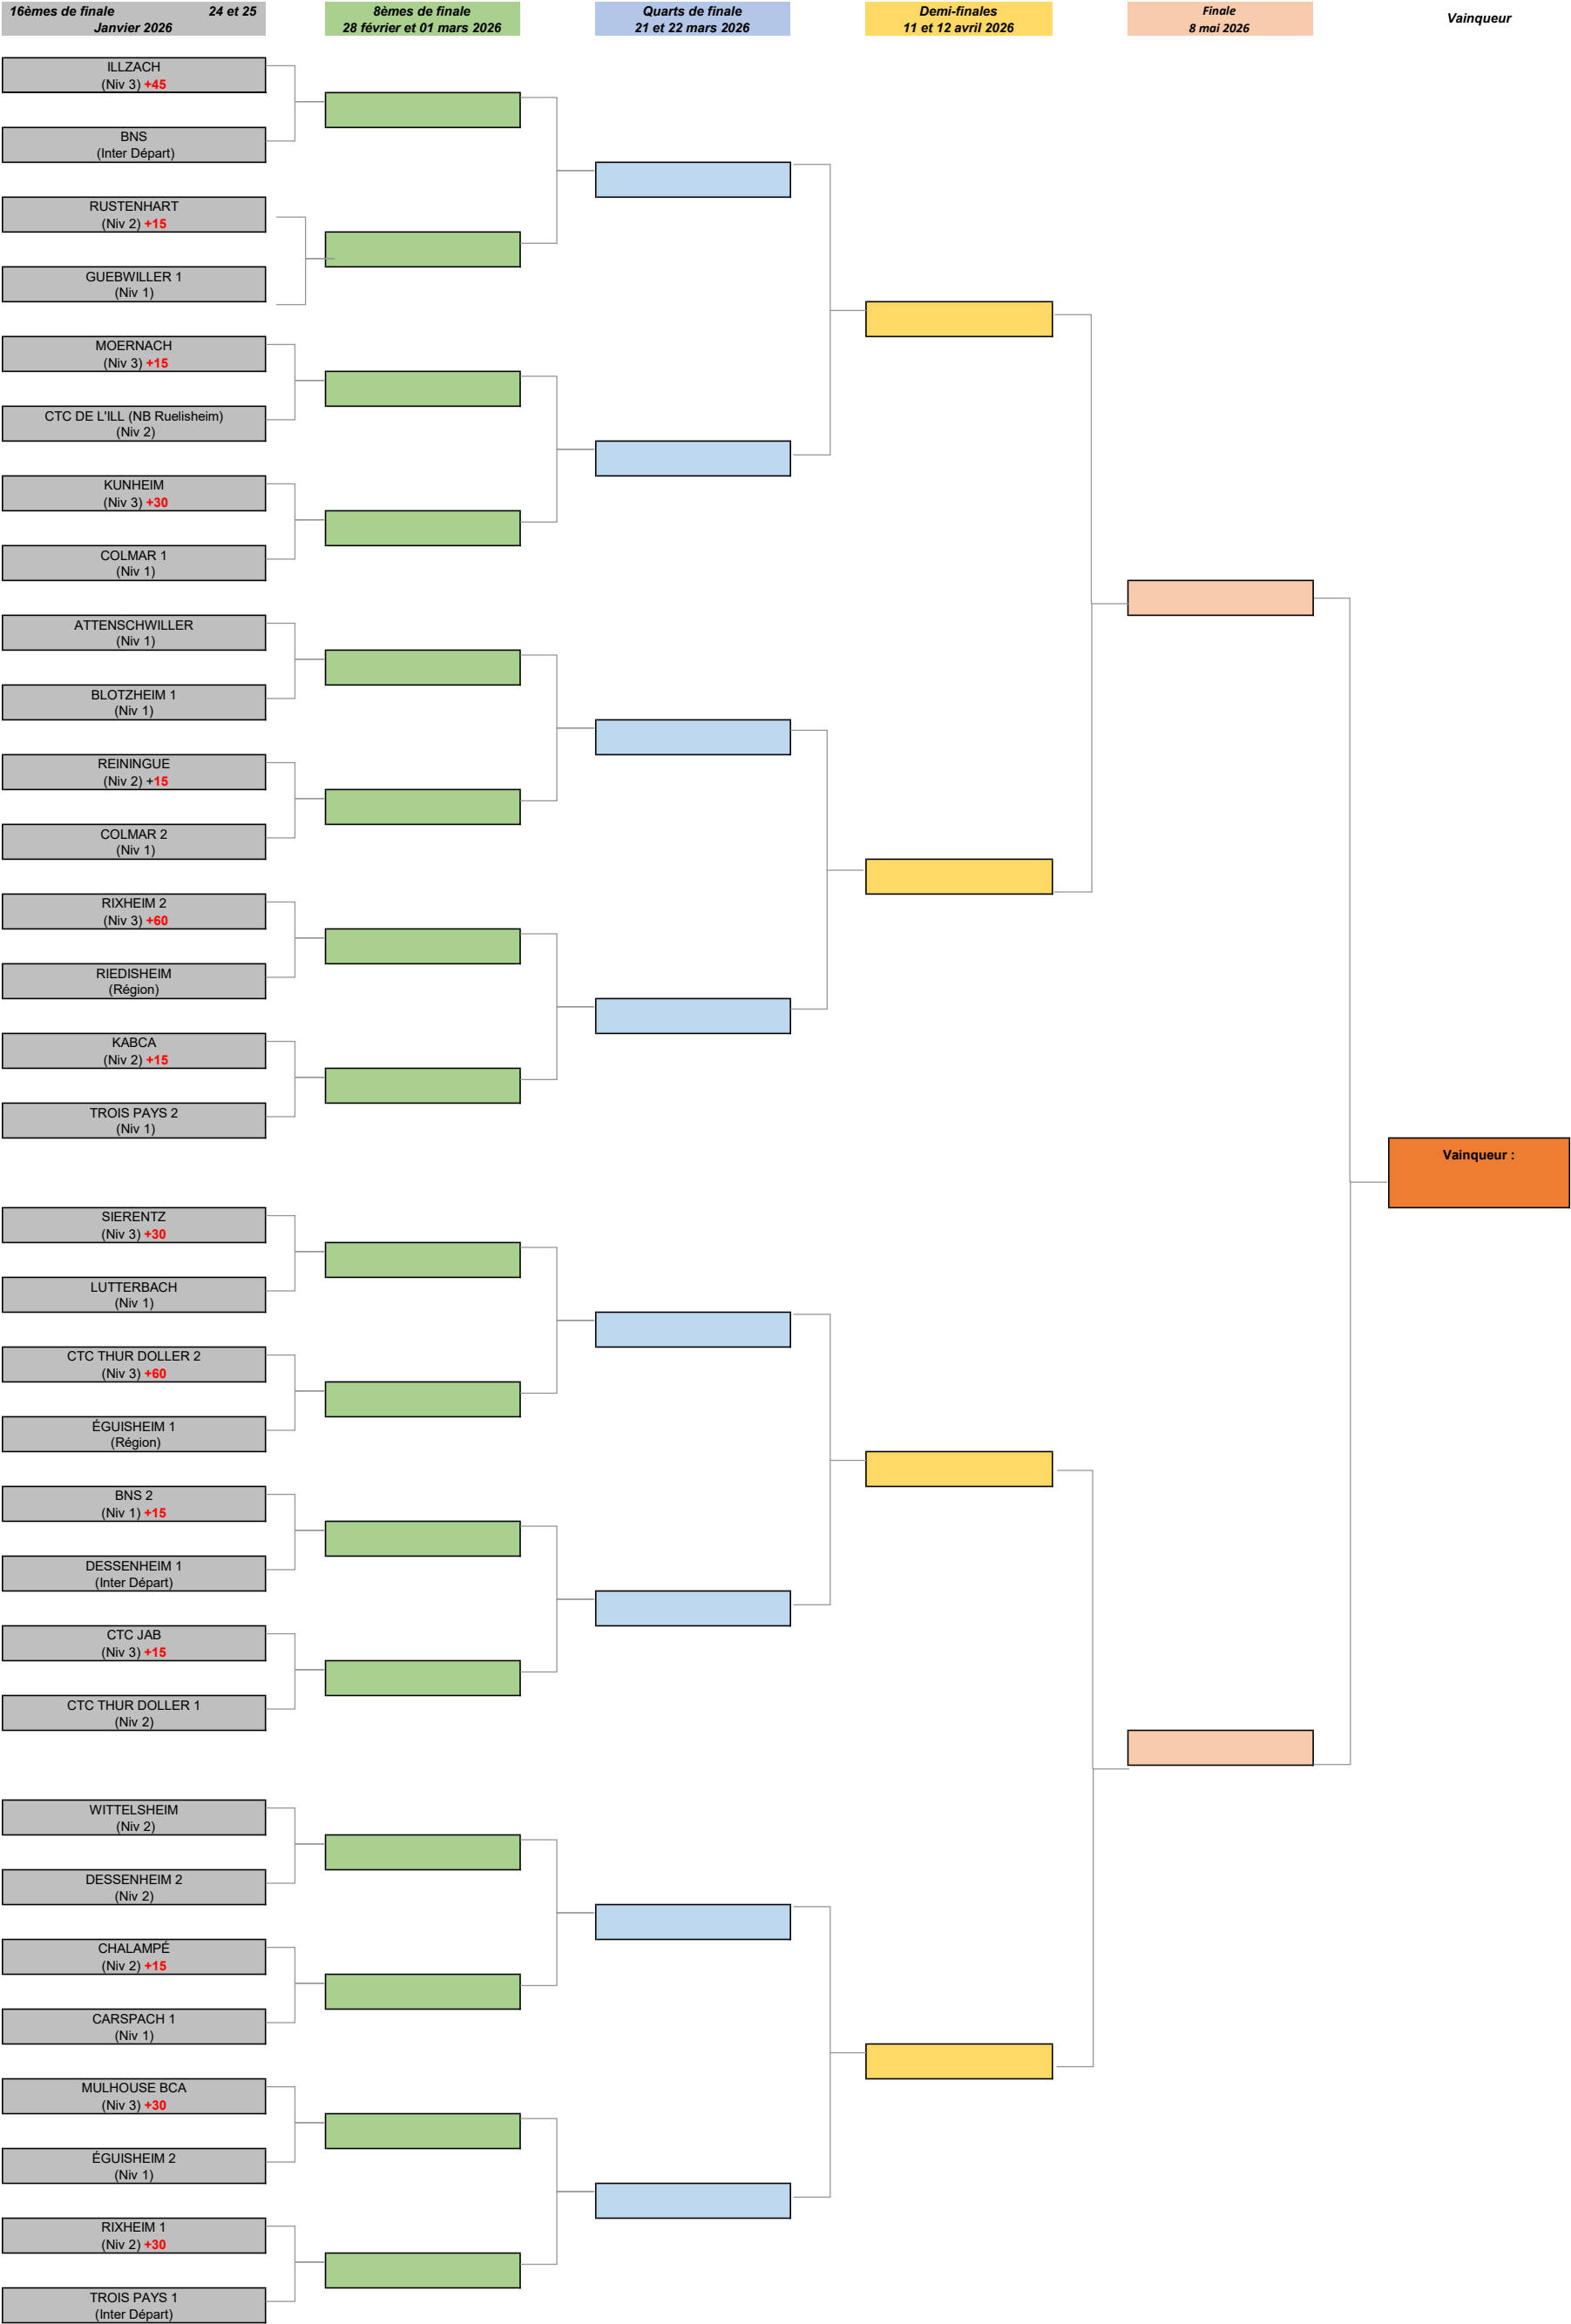 16èmes de finale 24 et 25
Janvier 2026
8èmes de finale
28 février et 01 mars 2026
Quarts de finale
21 et 22 mars 2026
Demi-finales
11 et 12 avril 2026
Finale
8 mai 2026
Vainqueur
ILLZACH
(Niv 3) +45
BNS
(Inter Départ)
RUSTENHART
(Niv 2) +15
GUEBWILLER 1
(Niv 1)
MOERNACH
(Niv 3) +15
CTC DE L'ILL (NB Ruelisheim)
(Niv 2)
KUNHEIM
(Niv 3) +30
COLMAR 1
(Niv 1)
ATTENSCHWILLER
(Niv 1)
BLOTZHEIM 1
(Niv 1)
REININGUE
(Niv 2) +15
COLMAR 2
(Niv 1)
RIXHEIM 2
(Niv 3) +60
RIEDISHEIM
(Région)
KABCA
(Niv 2) +15
TROIS PAYS 2
(Niv 1)
Vainqueur :
SIERENTZ
(Niv 3) +30
LUTTERBACH
(Niv 1)
CTC THUR DOLLER 2
(Niv 3) +60
ÉGUISHEIM 1
(Région)
BNS 2
(Niv 1) +15
DESSENHEIM 1
(Inter Départ)
CTC JAB
(Niv 3) +15
CTC THUR DOLLER 1
(Niv 2)
WITTELSHEIM
(Niv 2)
DESSENHEIM 2
(Niv 2)
CHALAMPÉ
(Niv 2) +15
CARSPACH 1
(Niv 1)
MULHOUSE BCA
(Niv 3) +30
ÉGUISHEIM 2
(Niv 1)
RIXHEIM 1
(Niv 2) +30
TROIS PAYS 1
(Inter Départ)